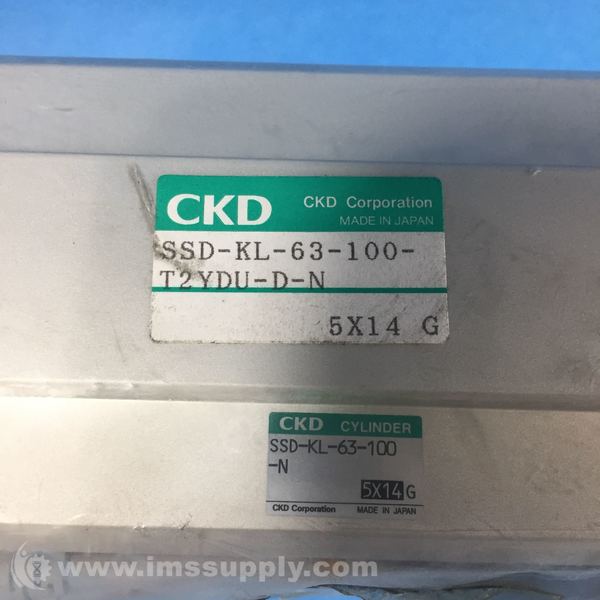 CKD CKD Corporation
MADE IN JAPAN
SSD-KL-63-100-
T2YDU-D-N
5X14 G
CKD CYLINDER
SSD-KL-63-100
-N
5X14 G
CKD Corporation MADE IN JAPAN
www.imssupply.com